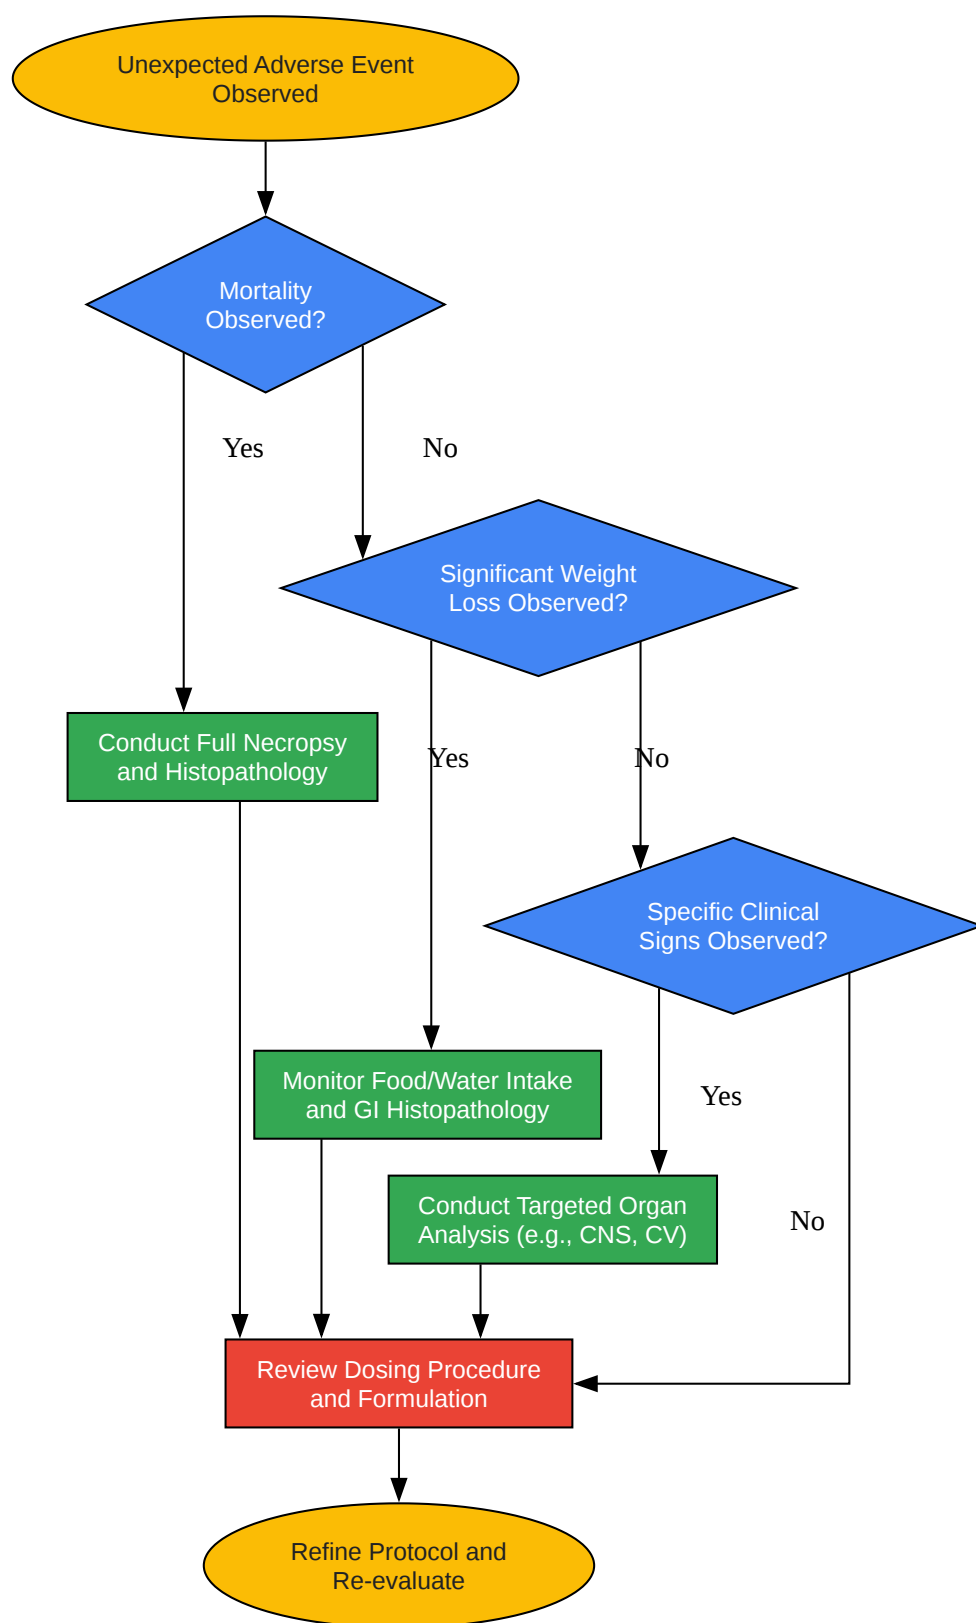 Unexpected Adverse Event
Observed
Mortality
Observed?
Yes
No
Significant Weight
Loss Observed?
Conduct Full Necropsy
and Histopathology
Yes
No
Specific Clinical
Signs Observed?
Monitor Food/Water Intake
and GI Histopathology
Yes
Conduct Targeted Organ
Analysis (e.g., CNS, CV)
No
Review Dosing Procedure
and Formulation
Refine Protocol and
Re-evaluate